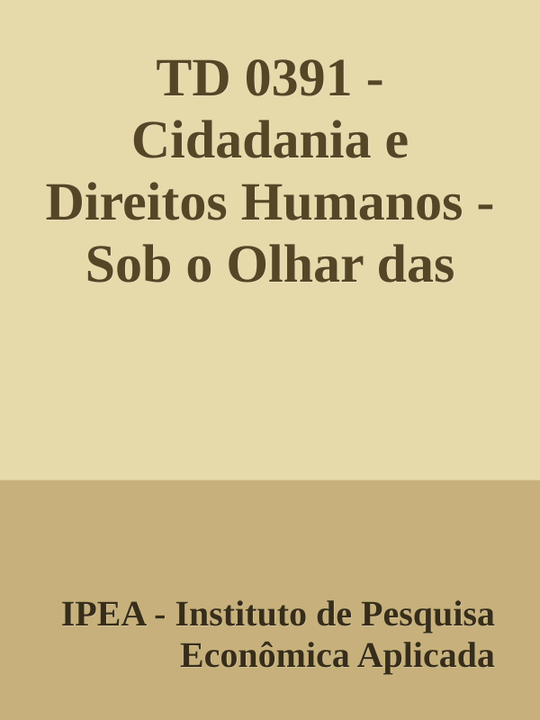 TD 0391 -
Cidadania e
Direitos Humanos -
Sob o Olhar das
IPEA - Instituto de Pesquisa
Econômica Aplicada